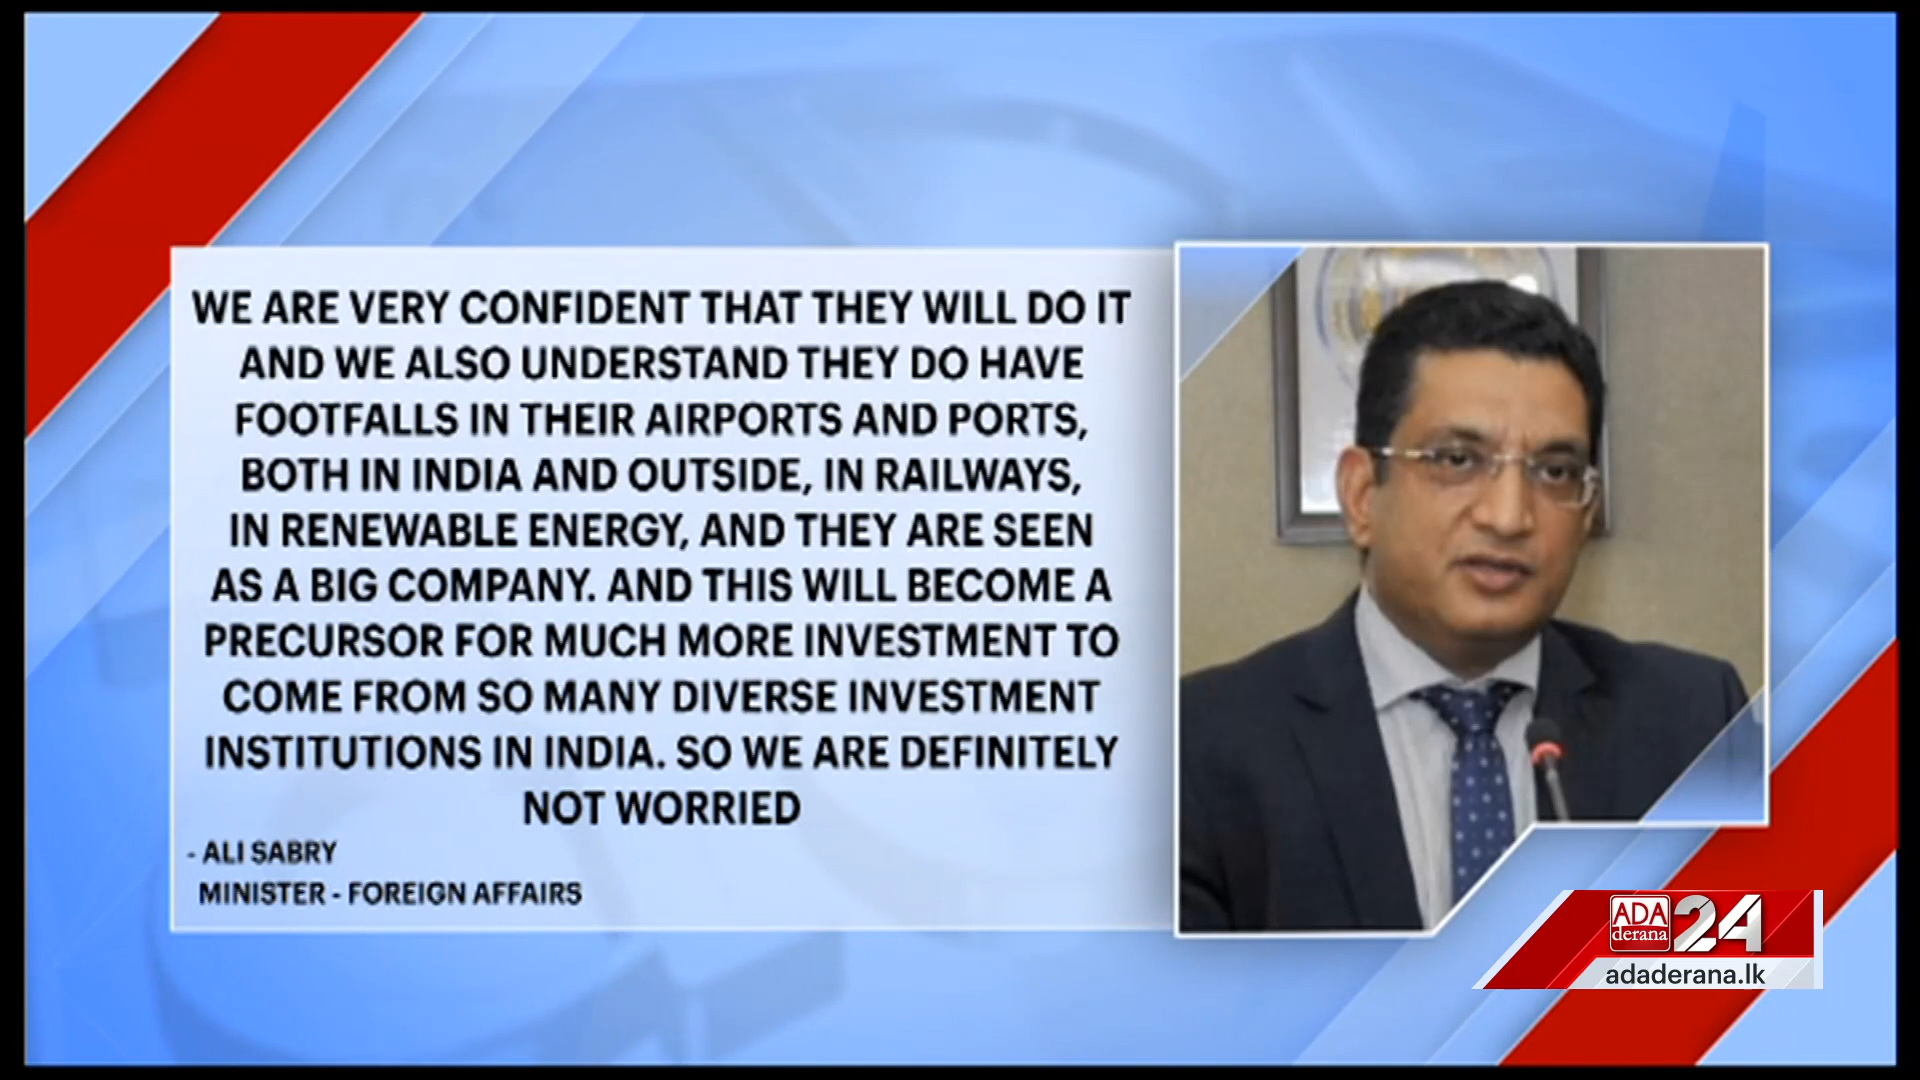 WE ARE VERY CONFIDENT THAT THEY WILL DO IT
AND WE ALSO UNDERSTAND THEY DO HAVE
FOOTFALLS IN THEIR AIRPORTS AND PORTS,
BOTH IN INDIA AND OUTSIDE, IN RAILWAYS,
IN RENEWABLE ENERGY, AND THEY ARE SEEN
AS A BIG COMPANY. AND THIS WILL BECOME A
PRECURSOR FOR MUCH MORE INVESTMENT TO
COME FROM SO MANY DIVERSE INVESTMENT
INSTITUTIONS IN INDIA. SO WE ARE DEFINITELY
NOT WORRIED
- ALI SABRY
MINISTER - FOREIGN AFFAIRS
ADA
derana
24
adaderana.lk